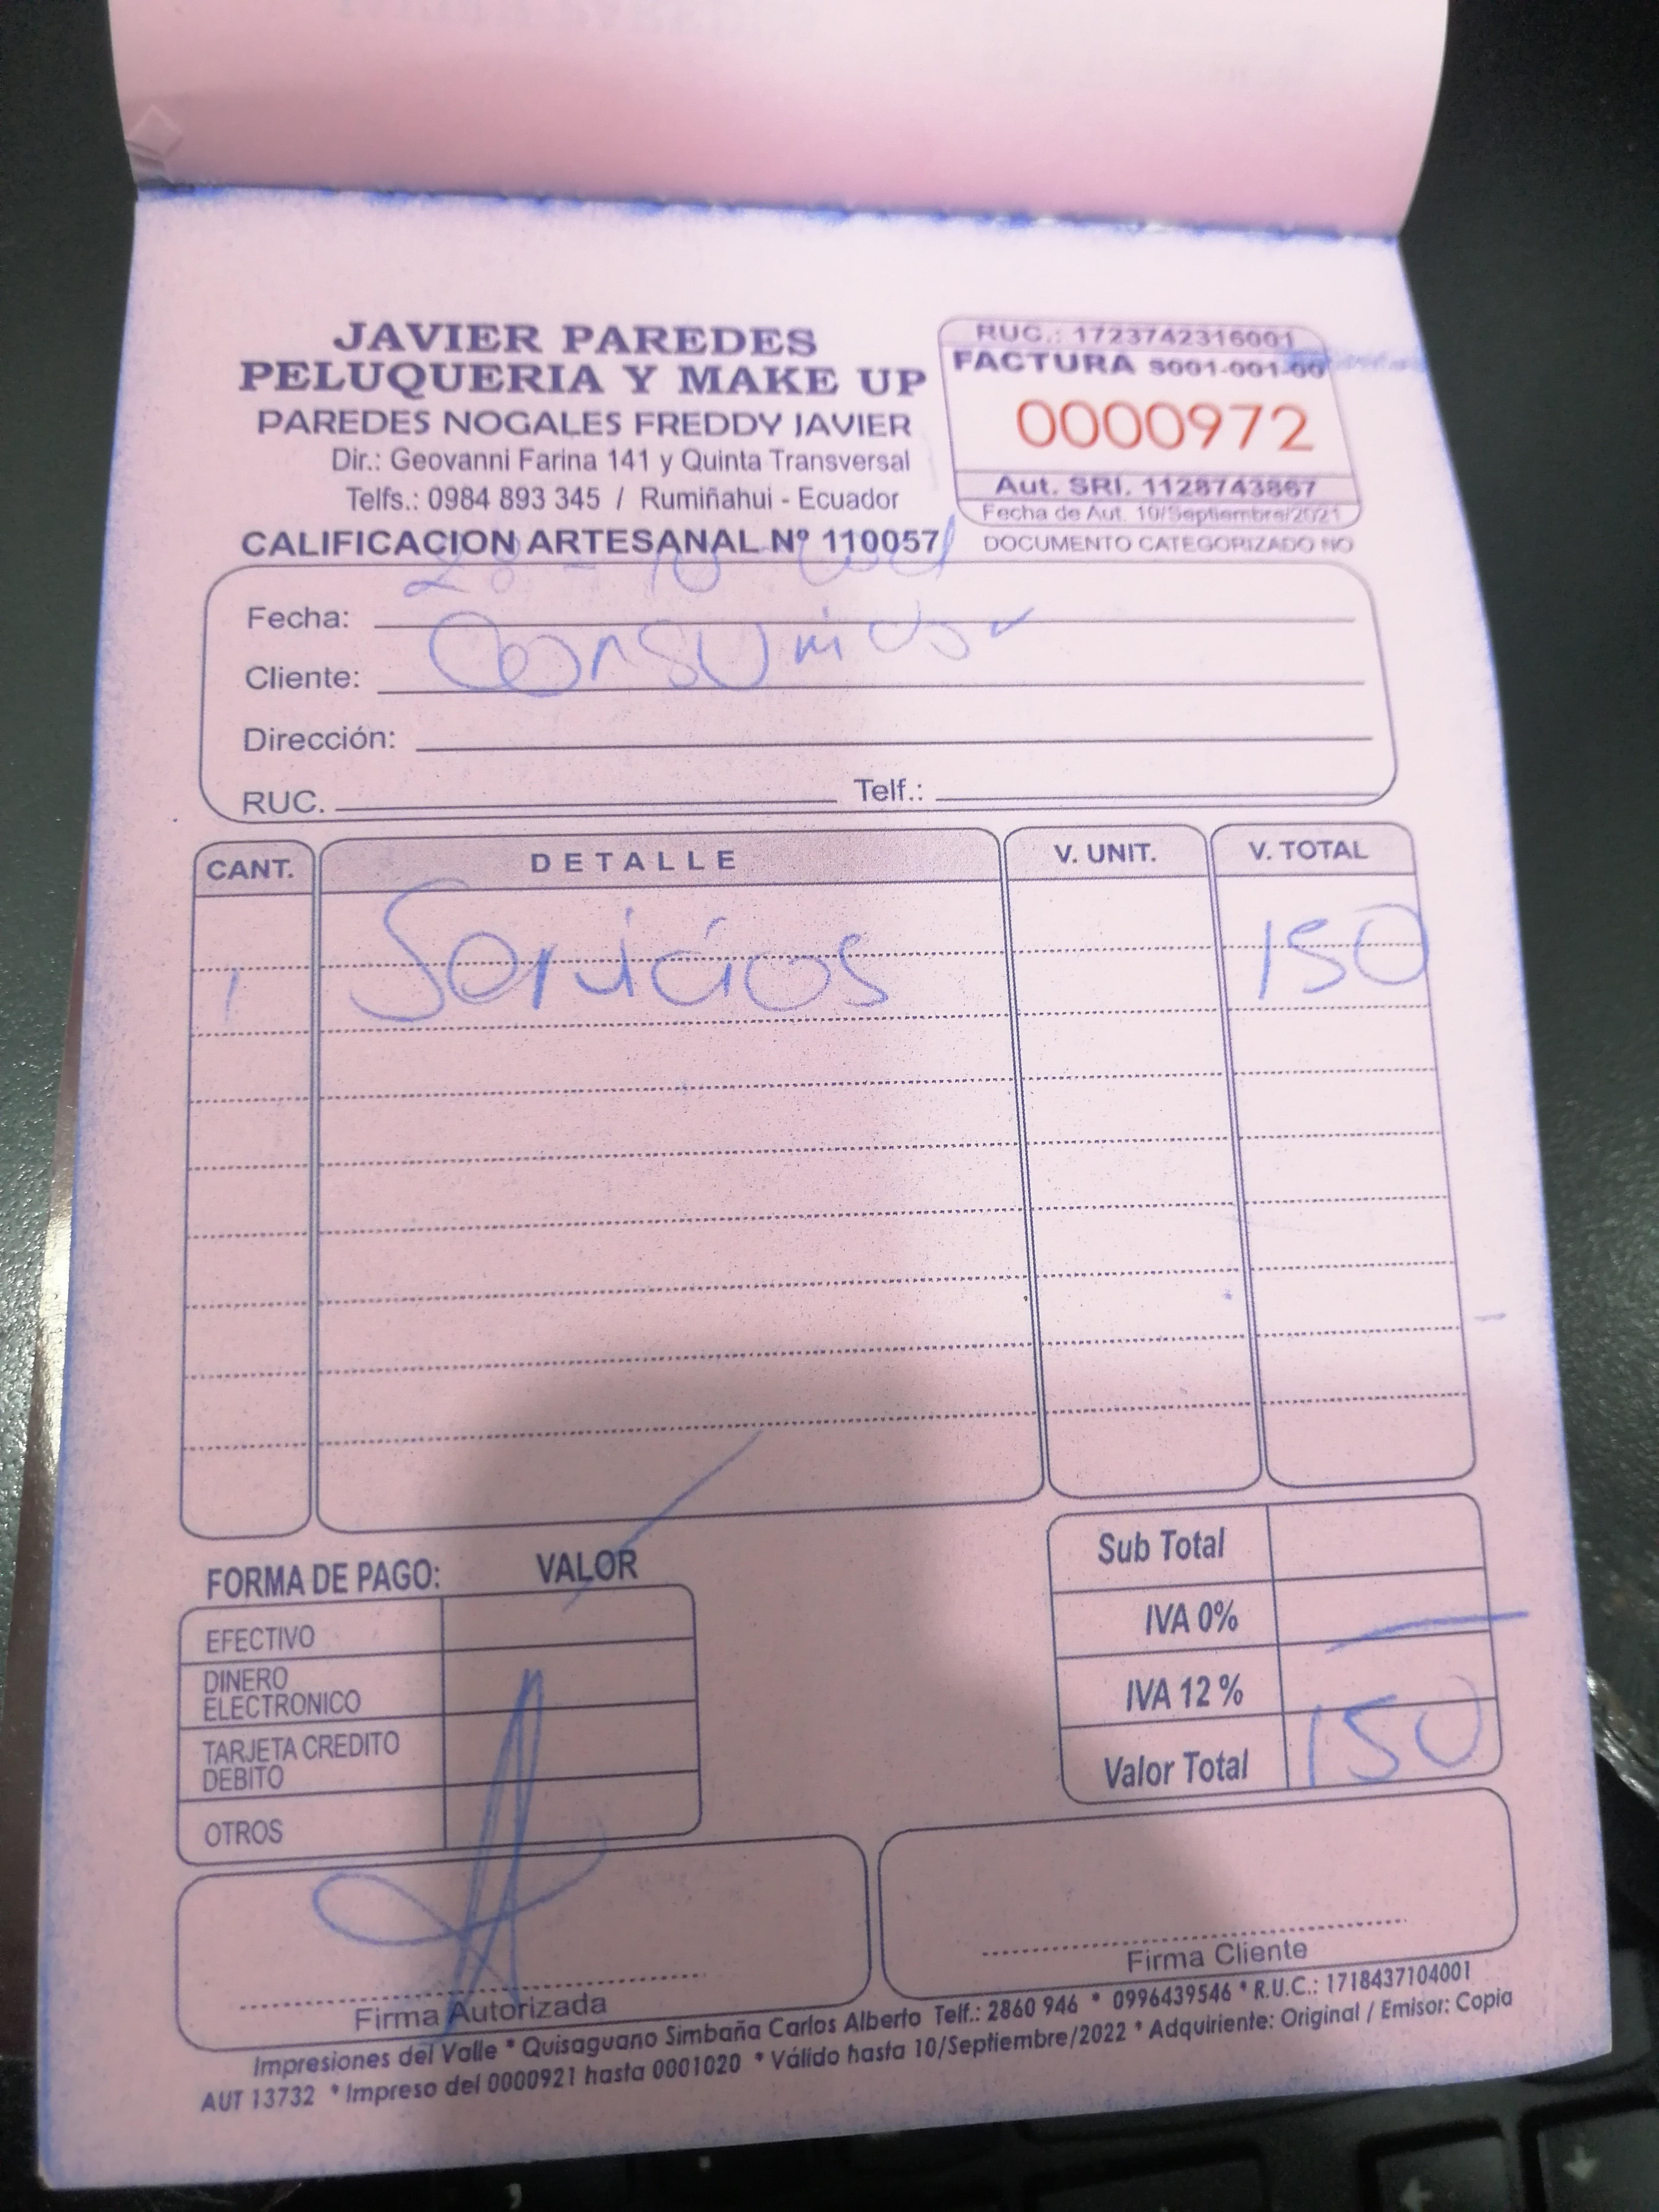 JAVIER PAREDES
PELUQUERIA Y MAKE UP
PAREDES NOGALES FREDDY JAVIER
Dir.: Geovanni Farina 141 y Quinta Transversal
Telfs.: 0984 893 345 / Rumiñahui - Ecuador
CALIFICACION ARTESANAL Nº 110057
RUC.: 1723742316001
FACTURA S001-001-00
0000972
Aut. SRI. 1128743867
Fecha de Aut. 10/Septiembre/2021
DOCUMENTO CATEGORIZADO NO
Fecha: 28 - 10
Cliente: Consumidor
Dirección:
RUC. Telf.:
CANT. DETALLE V. UNIT. V. TOTAL
1 Servicios 150
FORMA DE PAGO: VALOR
EFECTIVO
DINERO
ELECTRONICO
TARJETA CREDITO
DEBITO
OTROS
Sub Total
IVA 0%
IVA 12 %
Valor Total 150
Firma Autorizada
Firma Cliente
Impresiones del Valle * Quisaguano Simbaña Carlos Alberto Telf.: 2860 946 * 0996439546 * R.U.C.: 1718437104001
AUT 13732 * Impreso del 0000921 hasta 0001020 * Válido hasta 10/Septiembre/2022 * Adquiriente: Original / Emisor: Copia